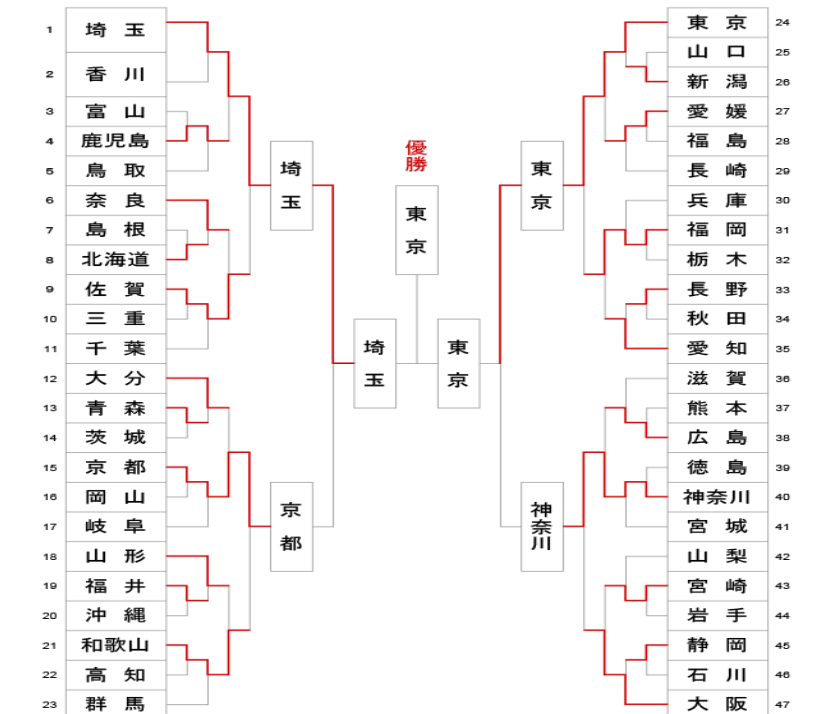 1 埼玉
2 香川
3 富山
4 鹿児島
5 鳥取
6 奈良
7 島根
8 北海道
9 佐賀
10 三重
11 千葉
12 大分
13 青森
14 茨城
15 京都
16 岡山
17 岐阜
18 山形
19 福井
20 沖縄
21 和歌山
22 高知
23 群馬
埼玉
京都
埼玉
優勝
東京
東京
東京
神奈川
東京 24
山口 25
新潟 26
愛媛 27
福島 28
長崎 29
兵庫 30
福岡 31
栃木 32
長野 33
秋田 34
愛知 35
滋賀 36
熊本 37
広島 38
徳島 39
神奈川 40
宮城 41
山梨 42
宮崎 43
岩手 44
静岡 45
石川 46
大阪 47